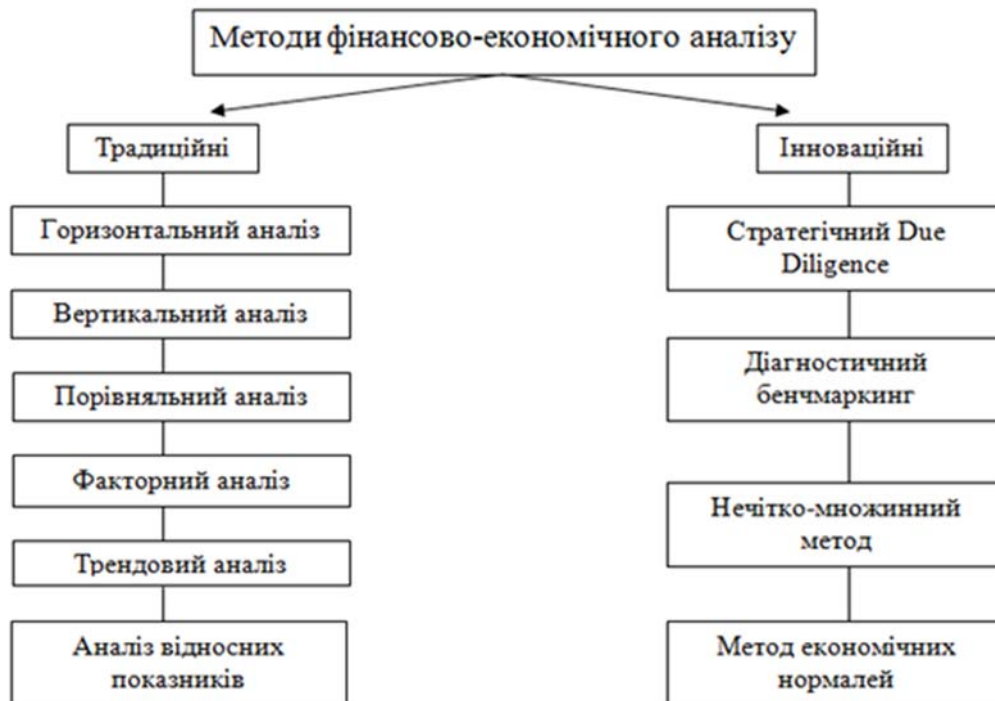 Методи фінансово-економічного аналізу
Традиційні
Горизонтальний аналіз
Вертикальний аналіз
Порівняльний аналіз
Факторний аналіз
Трендовий аналіз
Аналіз відносних
показників
Інноваційні
Стратегічний Due
Diligence
Діагностичний
бенчмаркинг
Нечітко-множинний
метод
Метод економічних
нормалей